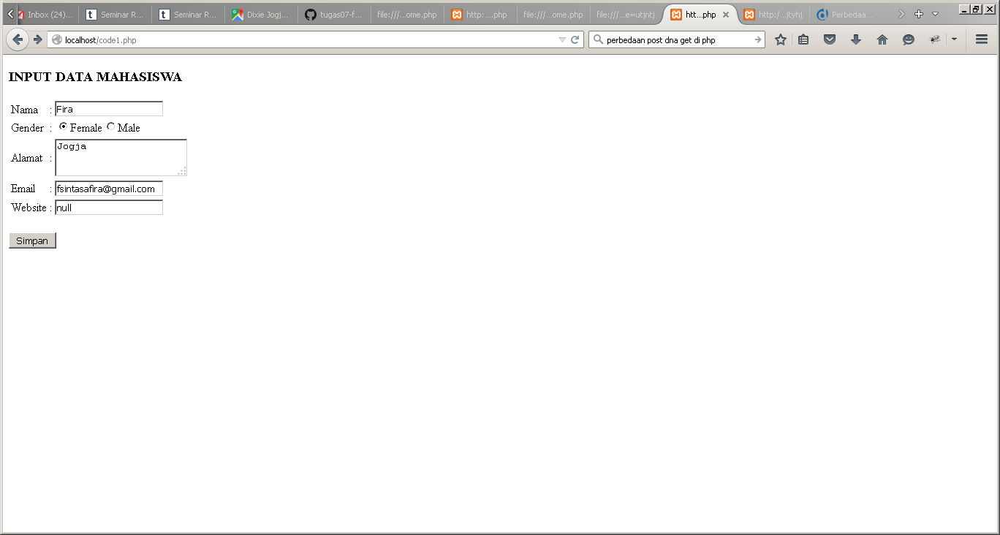 Inbox (24)... Seminar R... Seminar R... Dixie Jogj... tugas07-f... file:///...ome.php http:....php file:///...ome.php file:///...e=utjntj htt...php http:/...jtyhj Perbedaa...
localhost/code1.php perbedaan post dna get di php
INPUT DATA MAHASISWA
Nama : Fira
Gender : Female Male
Alamat : Jogja
Email : fsintasafira@gmail.com
Website : null
Simpan